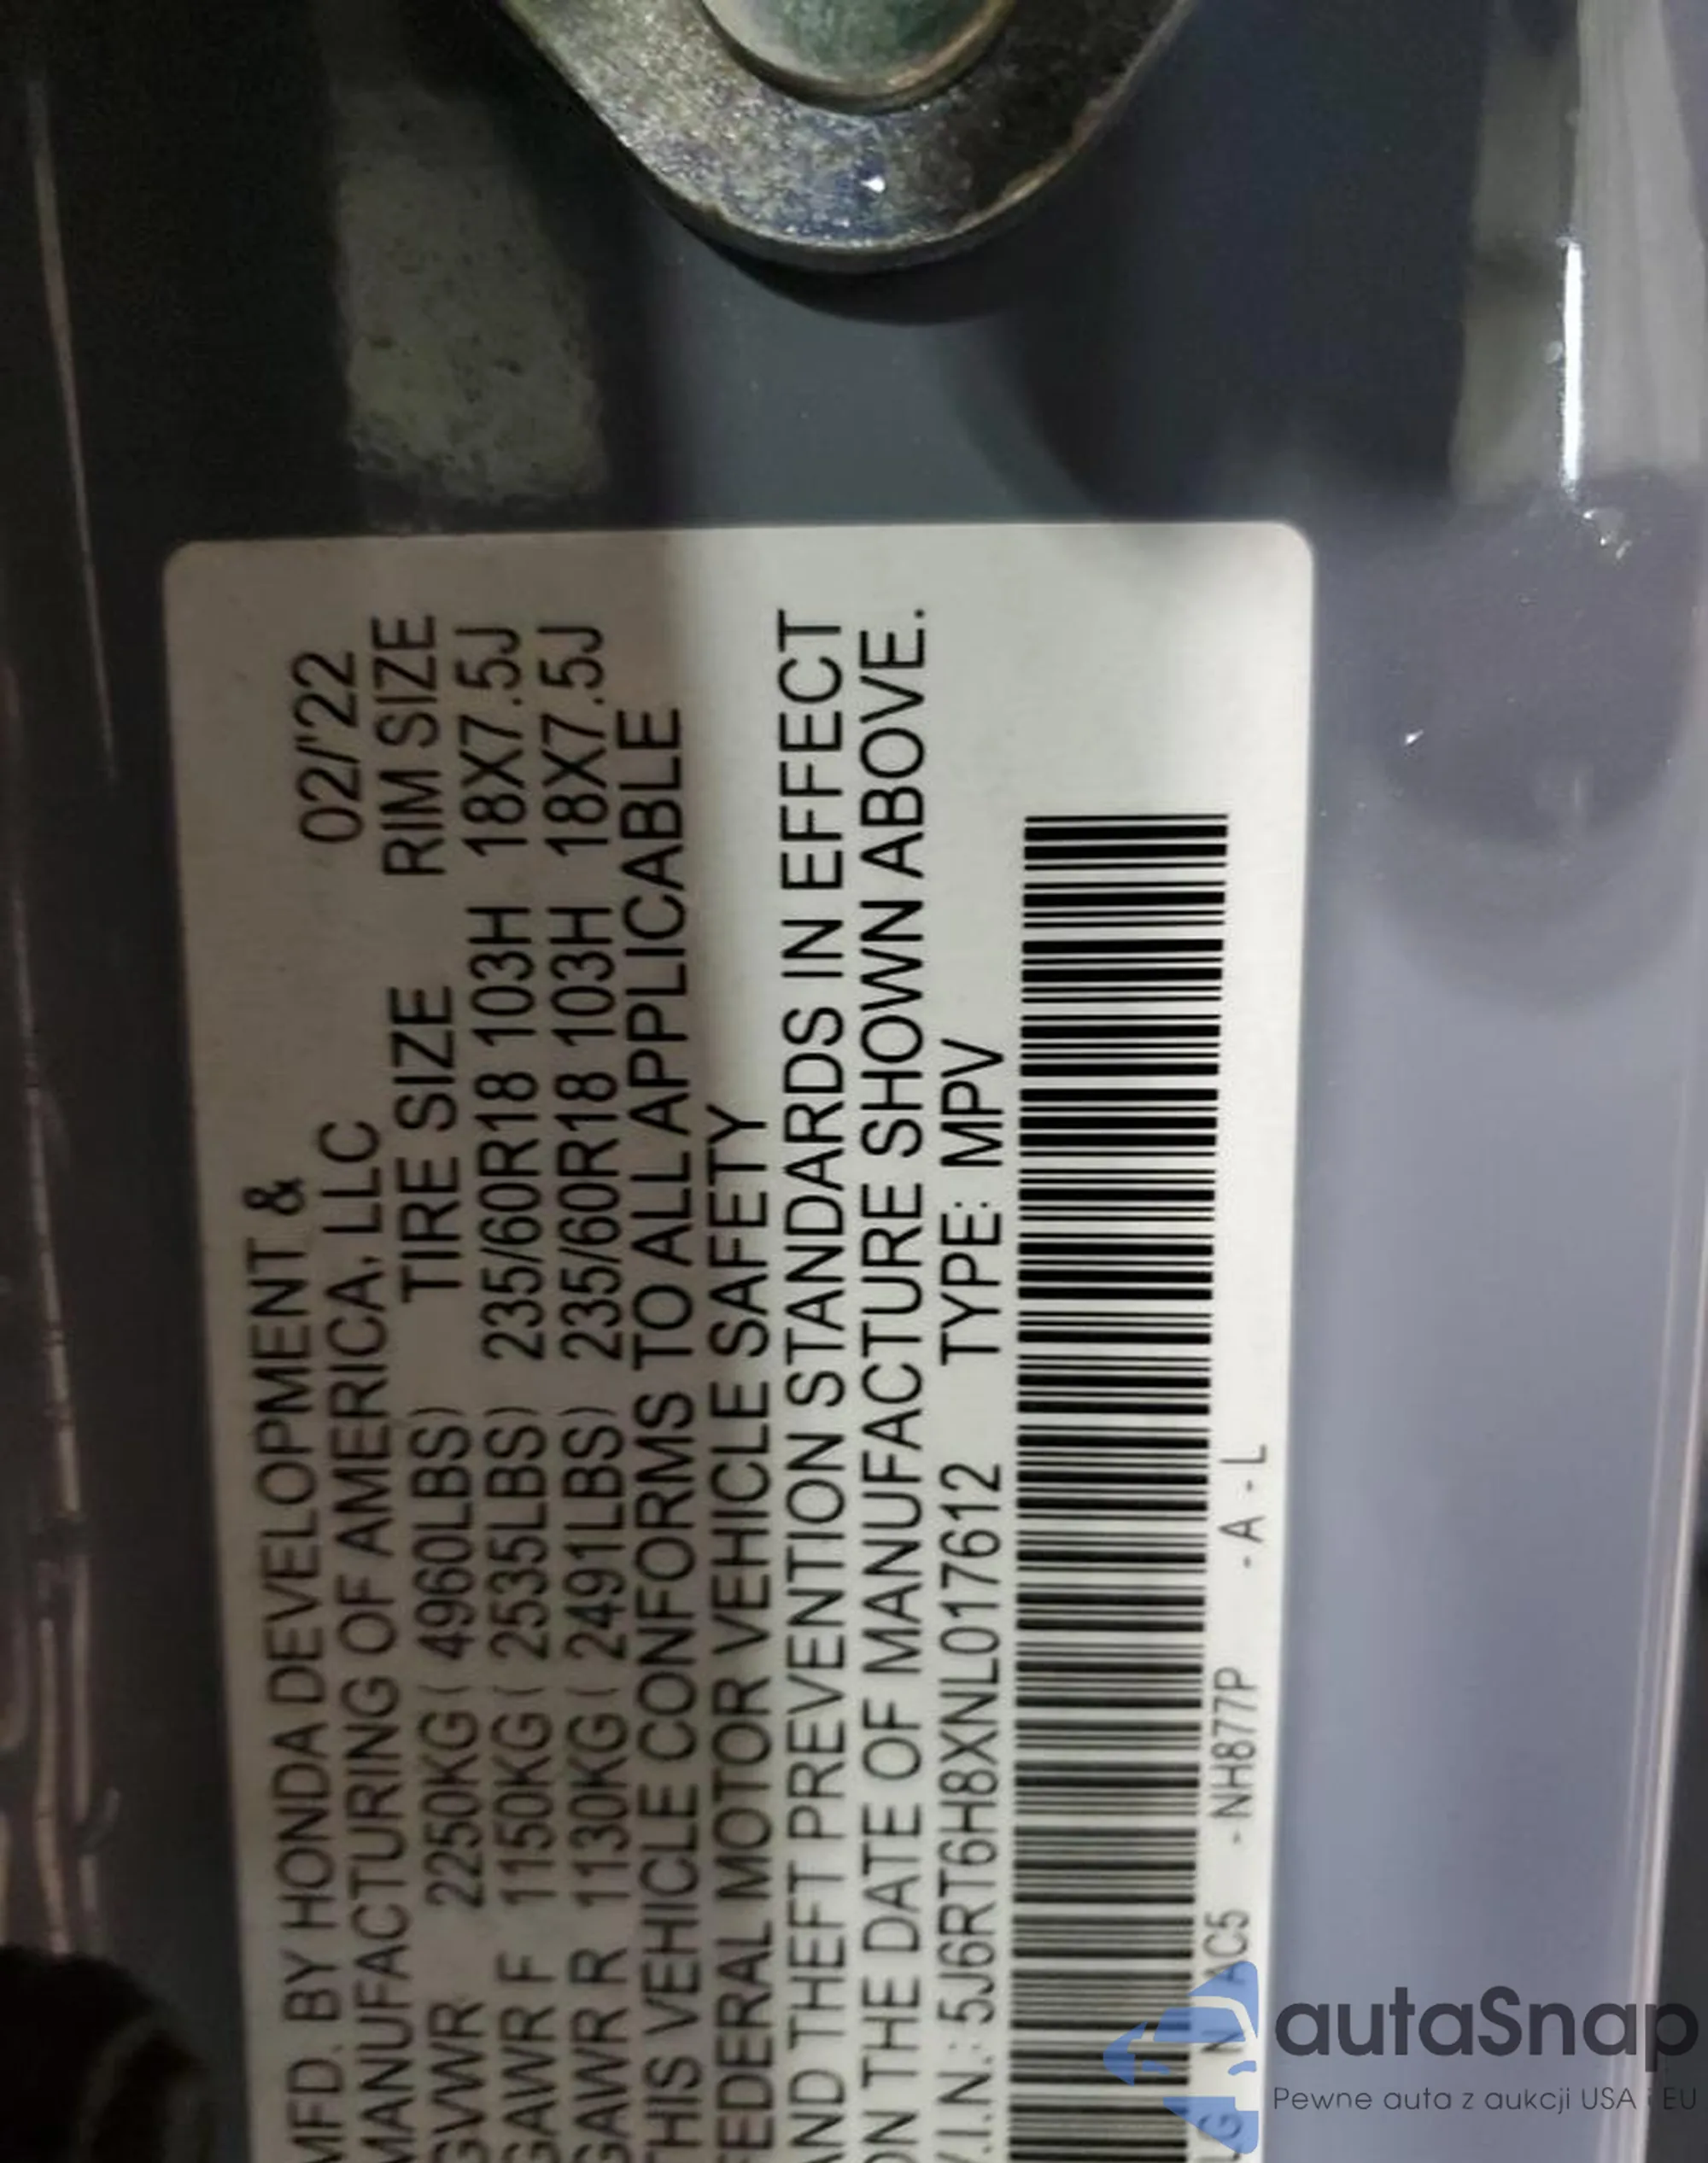 MFD. BY HONDA DEVELOPMENT &
MANUFACTURING OF AMERICA, LLC 02/'22
TIRE SIZE RIM SIZE
GVWR 2250KG ( 4960LBS)
GAWR F 1150KG ( 2535LBS) 235/60R18 103H 18X7.5J
GAWR R 1130KG ( 2491LBS) 235/60R18 103H 18X7.5J
THIS VEHICLE CONFORMS TO ALL APPLICABLE
FEDERAL MOTOR VEHICLE SAFETY
AND THEFT PREVENTION STANDARDS IN EFFECT
ON THE DATE OF MANUFACTURE SHOWN ABOVE.
V.I.N.: 5J6RT6H8XNL017612 TYPE: MPV
LG N AC5 - NH877P - A - L
autaSnap
Pewne auta z aukcji USA i EU